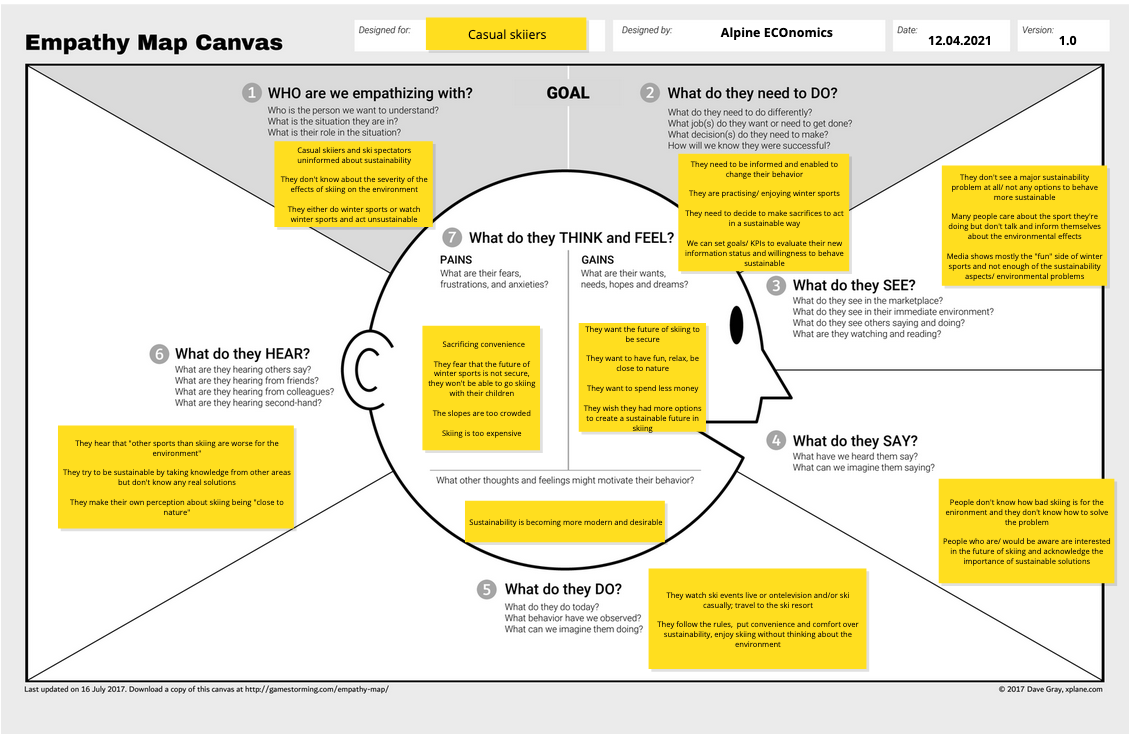 Empathy Map Canvas
Designed for:
Casual skiiers
Designed by:
Alpine ECOnomics
Date:
12.04.2021
Version:
1.0
GOAL
1 WHO are we empathizing with?
Who is the person we want to understand?
What is the situation they are in?
What is their role in the situation?
Casual skiiers and ski spectators
uninformed about sustainability
They don't know about the severity of the
effects of skiing on the environment
They either do winter sports or watch
winter sports and act unsustainable
2 What do they need to DO?
What do they need to do differently?
What job(s) do they want or need to get done?
What decision(s) do they need to make?
How will we know they were successful?
They need to be informed and enabled to
change their behavior
They are practising/ enjoying winter sports
They need to decide to make sacrifices to act
in a sustainable way
We can set goals/ KPIs to evaluate their new
information status and willingness to behave
sustainable
They don't see a major sustainability
problem at all/ not any options to behave
more sustainable
Many people care about the sport they're
doing but don't talk and inform themselves
about the environmental effects
Media shows mostly the "fun" side of winter
sports and not enough of the sustainability
aspects/ environmental problems
3 What do they SEE?
What do they see in the marketplace?
What do they see in their immediate environment?
What do they see others saying and doing?
What are they watching and reading?
4 What do they SAY?
What have we heard them say?
What can we imagine them saying?
People don't know how bad skiing is for the
enironment and they don't know how to solve
the problem
People who are/ would be aware are interested
in the future of skiing and acknowledge the
importance of sustainable solutions
5 What do they DO?
What do they do today?
What behavior have we observed?
What can we imagine them doing?
They watch ski events live or ontelevision and/or ski
casually; travel to the ski resort
They follow the rules, put convenience and comfort over
sustainability, enjoy skiing without thinking about the
environment
6 What do they HEAR?
What are they hearing others say?
What are they hearing from friends?
What are they hearing from colleagues?
What are they hearing second-hand?
They hear that "other sports than skiing are worse for the
environment"
They try to be sustainable by taking knowledge from other areas
but don't know any real solutions
They make their own perception about skiing being "close to
nature"
7 What do they THINK and FEEL?
PAINS
What are their fears,
frustrations, and anxieties?
Sacrificing convenience
They fear that the future of
winter sports is not secure,
they won't be able to go skiing
with their children
The slopes are too crowded
Skiing is too expensive
GAINS
What are their wants,
needs, hopes and dreams?
They want the future of skiing to
be secure
They want to have fun, relax, be
close to nature
They want to spend less money
They wish they had more options
to create a sustainable future in
skiing
What other thoughts and feelings might motivate their behavior?
Sustainability is becoming more modern and desirable
Last updated on 16 July 2017. Download a copy of this canvas at http://gamestorming.com/empathy-map/
© 2017 Dave Gray, xplane.com